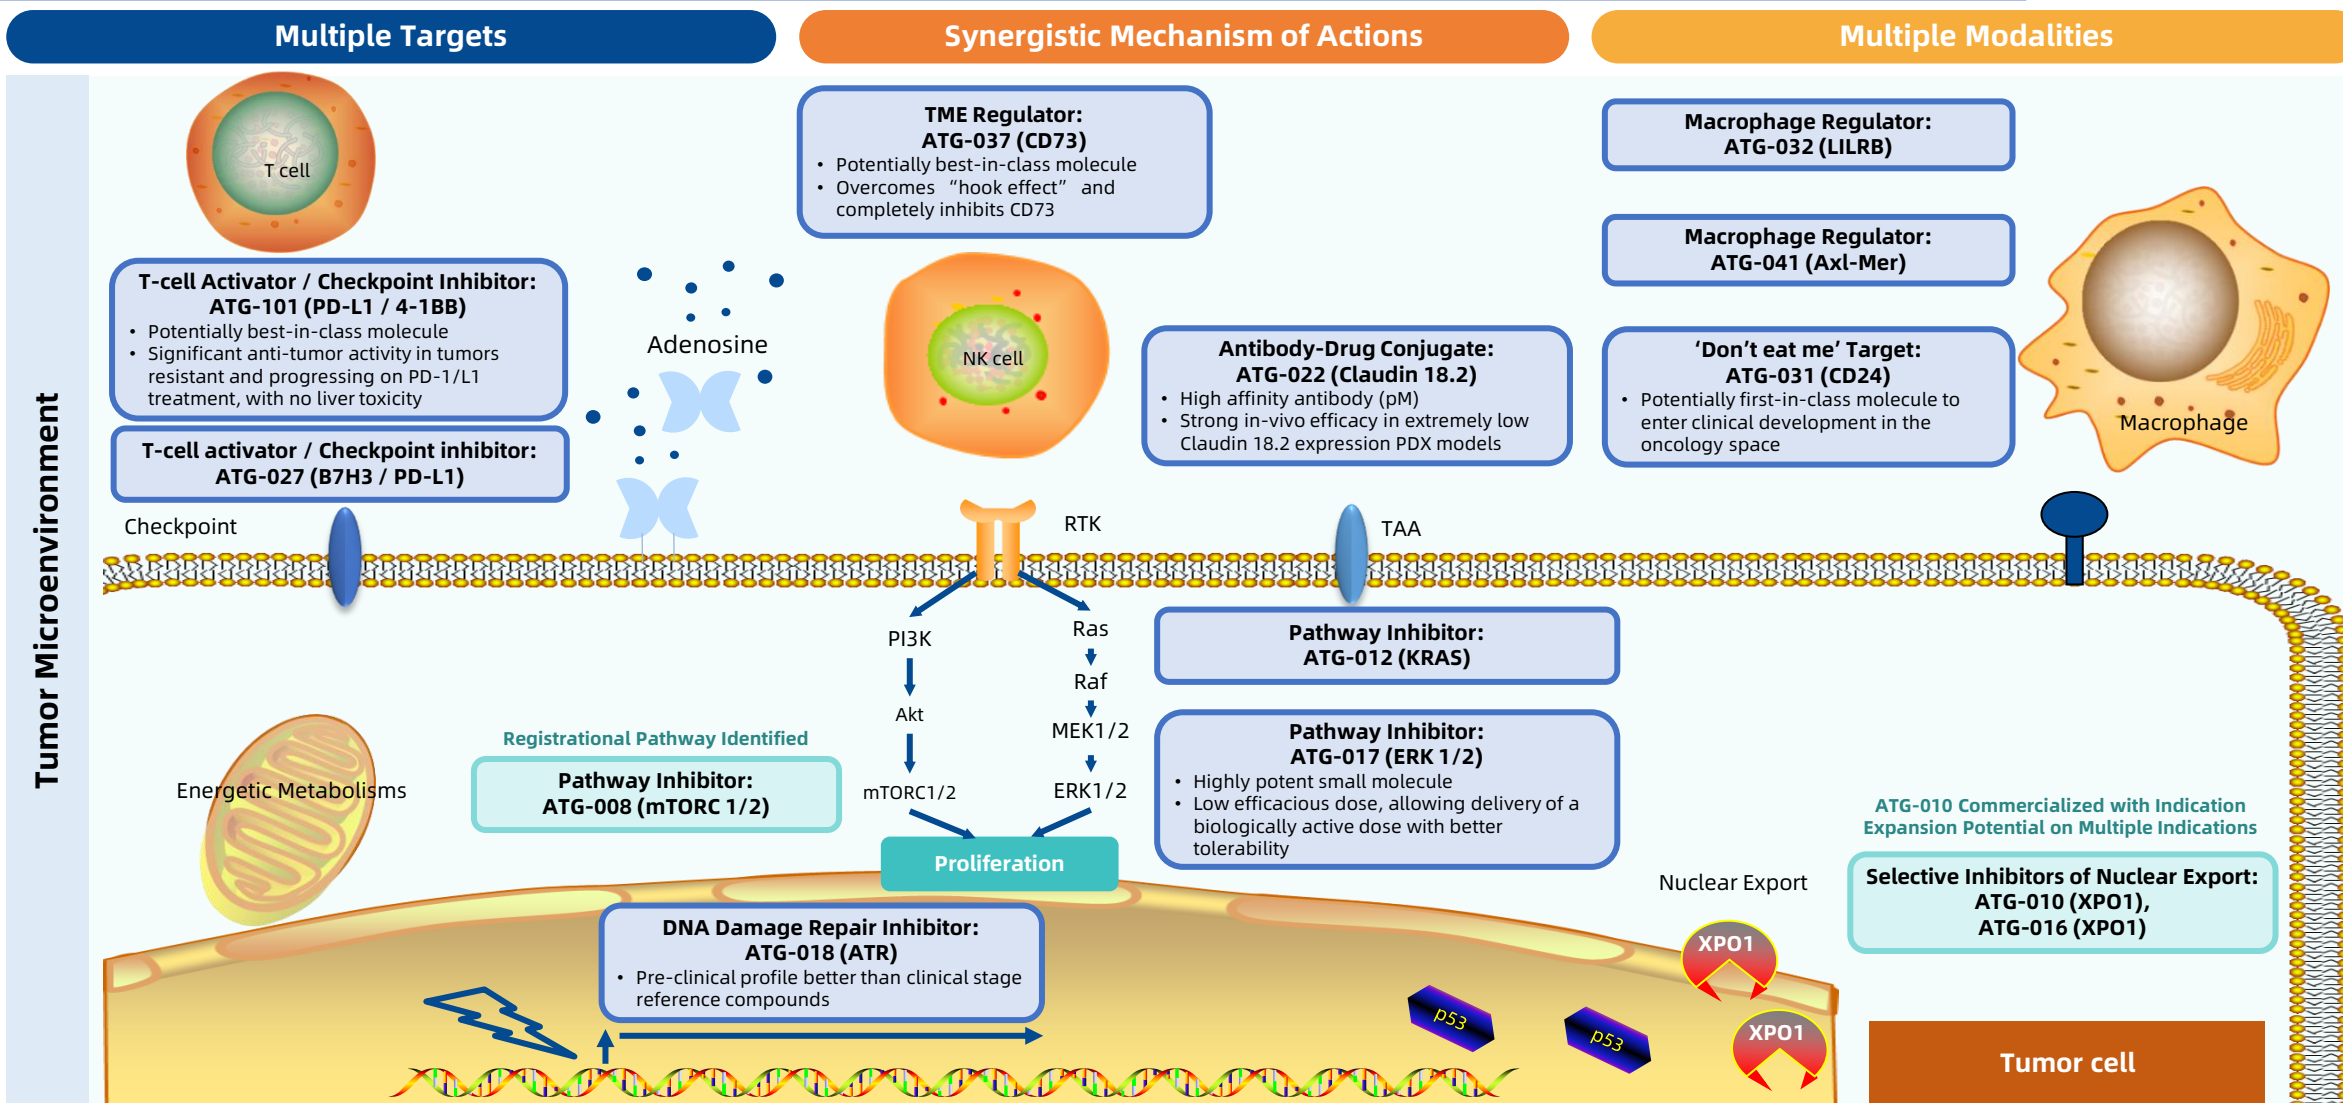 Multiple Targets
Synergistic Mechanism of Actions
Multiple Modalities
Tumor Microenvironment
T cell
T-cell Activator / Checkpoint Inhibitor:
ATG-101 (PD-L1 / 4-1BB)
• Potentially best-in-class molecule
• Significant anti-tumor activity in tumors
resistant and progressing on PD-1/L1
treatment, with no liver toxicity
T-cell activator / Checkpoint inhibitor:
ATG-027 (B7H3 / PD-L1)
Checkpoint
Adenosine
TME Regulator:
ATG-037 (CD73)
• Potentially best-in-class molecule
• Overcomes “hook effect” and
completely inhibits CD73
NK cell
Antibody-Drug Conjugate:
ATG-022 (Claudin 18.2)
• High affinity antibody (pM)
• Strong in-vivo efficacy in extremely low
Claudin 18.2 expression PDX models
RTK
TAA
Macrophage Regulator:
ATG-032 (LILRB)
Macrophage Regulator:
ATG-041 (Axl-Mer)
‘Don’t eat me’ Target:
ATG-031 (CD24)
• Potentially first-in-class molecule to
enter clinical development in the
oncology space
Macrophage
PI3K
Akt
mTORC1/2
Ras
Raf
MEK1/2
ERK1/2
Proliferation
Pathway Inhibitor:
ATG-012 (KRAS)
Pathway Inhibitor:
ATG-017 (ERK 1/2)
• Highly potent small molecule
• Low efficacious dose, allowing delivery of a
biologically active dose with better
tolerability
Energetic Metabolisms
Registrational Pathway Identified
Pathway Inhibitor:
ATG-008 (mTORC 1/2)
DNA Damage Repair Inhibitor:
ATG-018 (ATR)
• Pre-clinical profile better than clinical stage
reference compounds
p53
p53
Nuclear Export
XPO1
XPO1
ATG-010 Commercialized with Indication
Expansion Potential on Multiple Indications
Selective Inhibitors of Nuclear Export:
ATG-010 (XPO1),
ATG-016 (XPO1)
Tumor cell